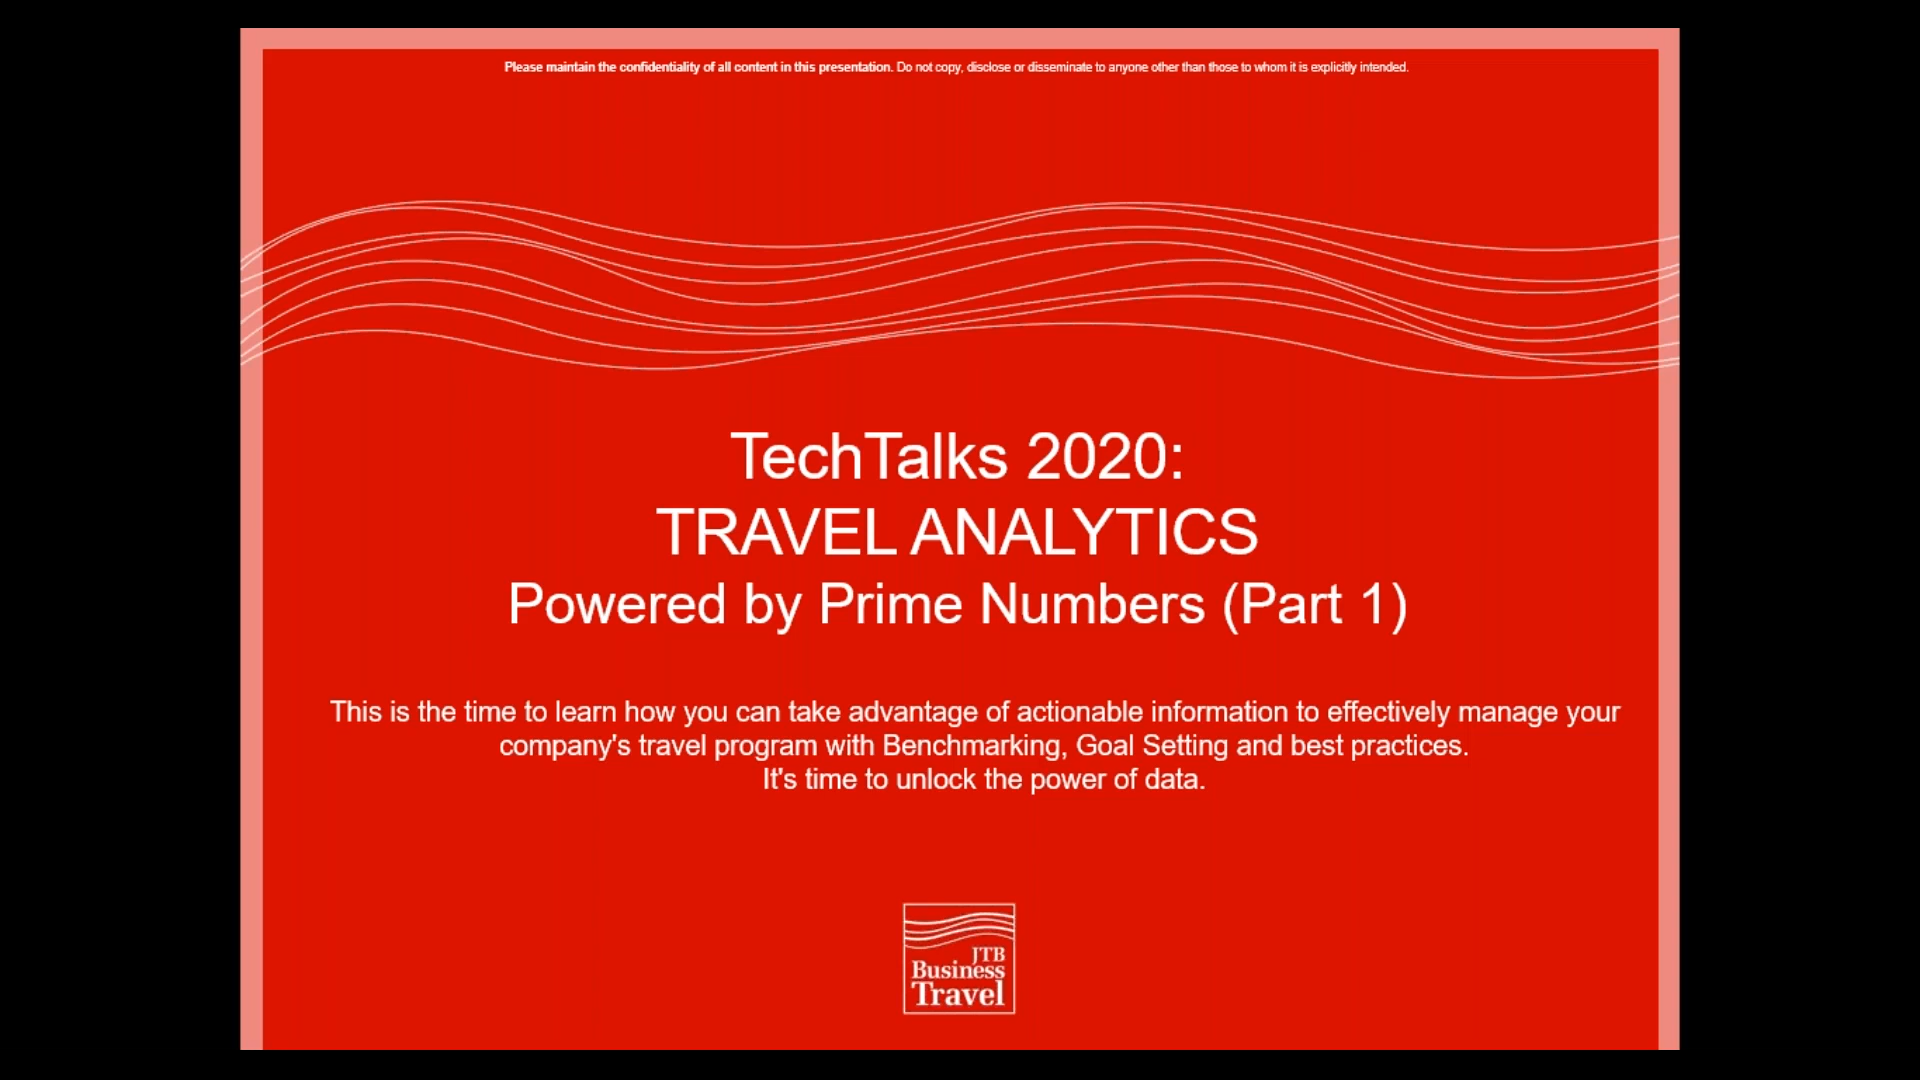 Please maintain the confidentiality of all content in this presentation. Do not copy, disclose or disseminate to anyone other than those to whom it is explicitly intended.
TechTalks 2020:
TRAVEL ANALYTICS
Powered by Prime Numbers (Part 1)
This is the time to learn how you can take advantage of actionable information to effectively manage your
company's travel program with Benchmarking, Goal Setting and best practices.
It's time to unlock the power of data.
JTB
Business
Travel